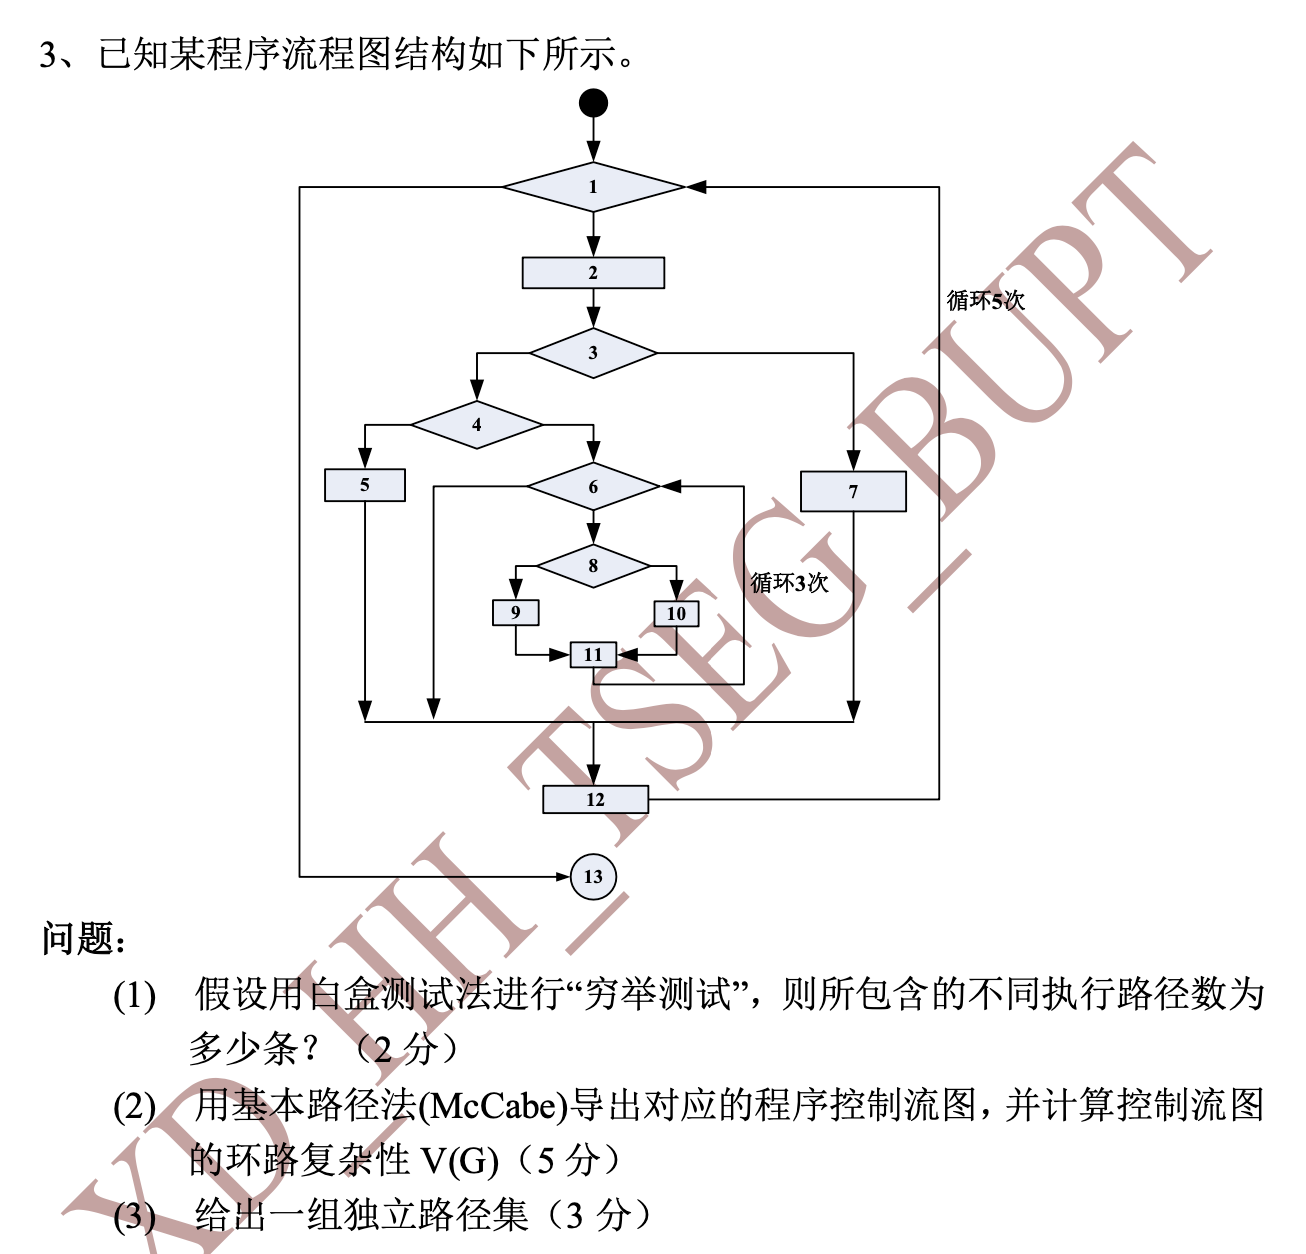 3、已知某程序流程图结构如下所示。
1
2
循环5次
3
4
5
6
7
8
循环3次
9
10
11
12
13
问题：
(1) 假设用白盒测试法进行“穷举测试”，则所包含的不同执行路径数为
多少条？（2 分）
(2) 用基本路径法(McCabe)导出对应的程序控制流图，并计算控制流图
的环路复杂性 V(G)（5 分）
(3) 给出一组独立路径集（3 分）
XD_HH_TSEG_BUPT